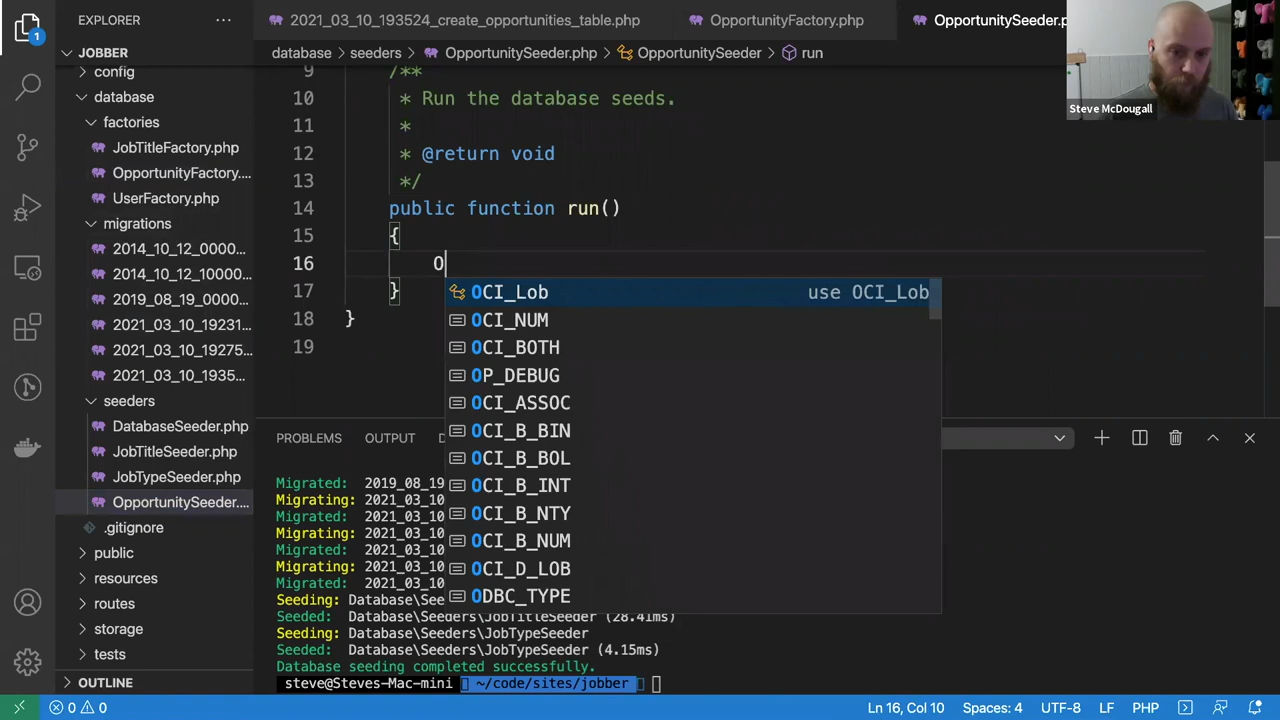 EXPLORER
JOBBER
config
database
factories
JobTitleFactory.php
OpportunityFactory....
UserFactory.php
migrations
2014_10_12_0000...
2014_10_12_10000...
2019_08_19_0000...
2021_03_10_19231...
2021_03_10_19275...
2021_03_10_1935...
seeders
DatabaseSeeder.php
JobTitleSeeder.php
JobTypeSeeder.php
OpportunitySeeder....
.gitignore
public
resources
routes
storage
tests
OUTLINE
1
2021_03_10_193524_create_opportunities_table.php
OpportunityFactory.php
OpportunitySeeder.p
database > seeders > OpportunitySeeder.php > OpportunitySeeder > run
9 /**
10 * Run the database seeds.
11 *
12 * @return void
13 */
14 public function run()
15 {
16 O
17 }
18 }
19
OCI_Lob use OCI_Lob
OCI_NUM
OCI_BOTH
OP_DEBUG
OCI_ASSOC
OCI_B_BIN
OCI_B_BOL
OCI_B_INT
OCI_B_NTY
OCI_B_NUM
OCI_D_LOB
ODBC_TYPE
Steve McDougall
PROBLEMS OUTPUT D
Migrated: 2019_08_19
Migrating: 2021_03_10
Migrated: 2021_03_10
Migrating: 2021_03_10
Migrated: 2021_03_10
Migrating: 2021_03_10
Migrated: 2021_03_10
Seeding: Database\See
Seeded: Database\Seeders\JobTitleSeeder (28.41ms)
Seeding: Database\Seeders\JobTypeSeeder
Seeded: Database\Seeders\JobTypeSeeder (4.15ms)
Database seeding completed successfully.
steve@Steves-Mac-mini ~/code/sites/jobber
0 0
Ln 16, Col 10 Spaces: 4 UTF-8 LF PHP